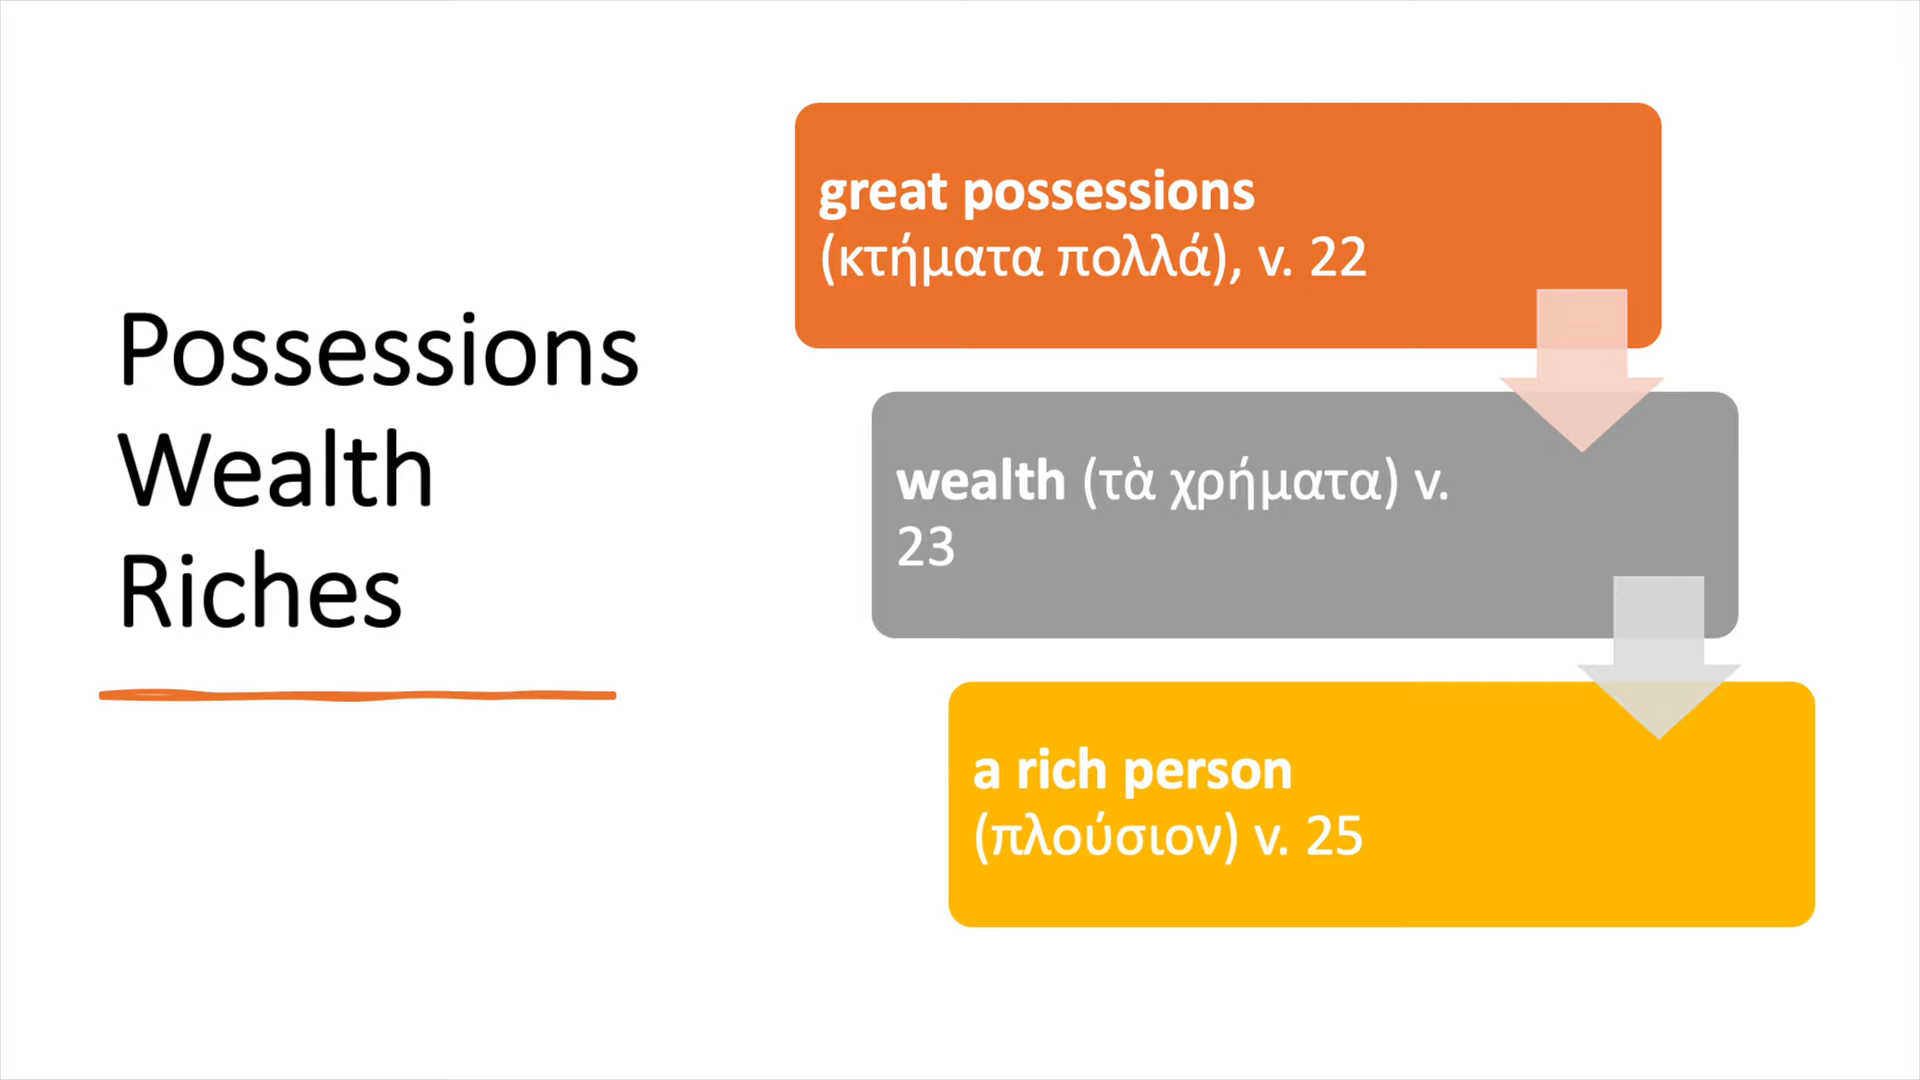 Possessions
Wealth
Riches
great possessions
(κτήματα πολλά), v. 22
wealth (τὰ χρήματα) v.
23
a rich person
(πλούσιον) v. 25